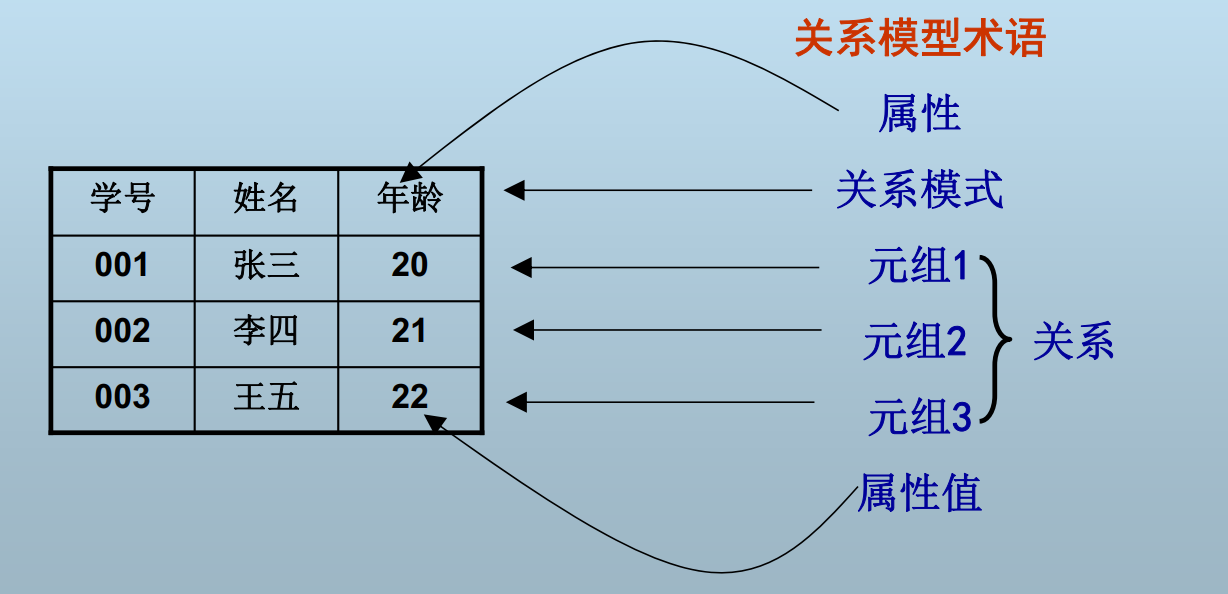 关系模型术语
属性
学号 姓名 年龄
关系模式
001 张三 20
元组1
002 李四 21
元组2
关系
003 王五 22
元组3
属性值